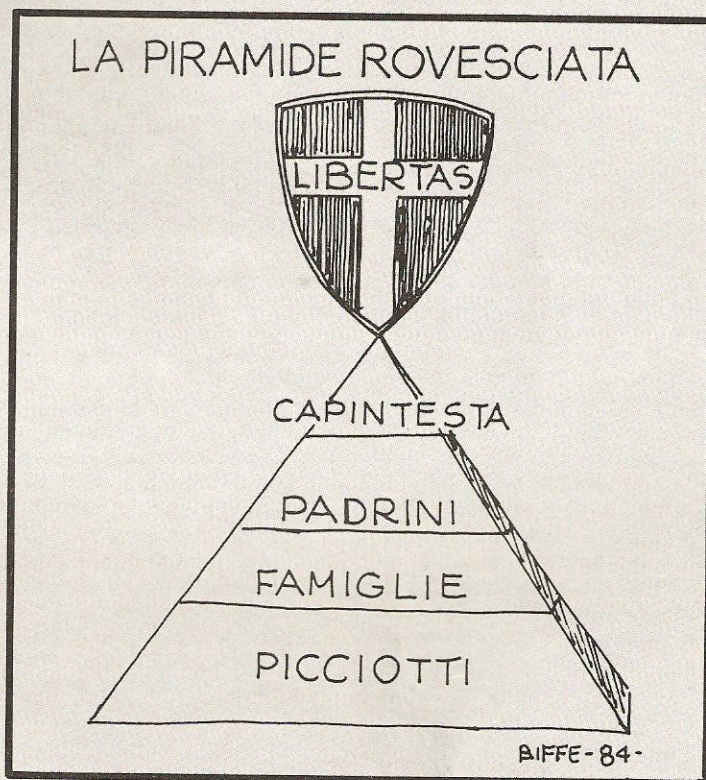 LA PIRAMIDE ROVESCIATA
LIBERTAS
CAPINTESTA
PADRINI
FAMIGLIE
PICCIOTTI
BIFFE-84-